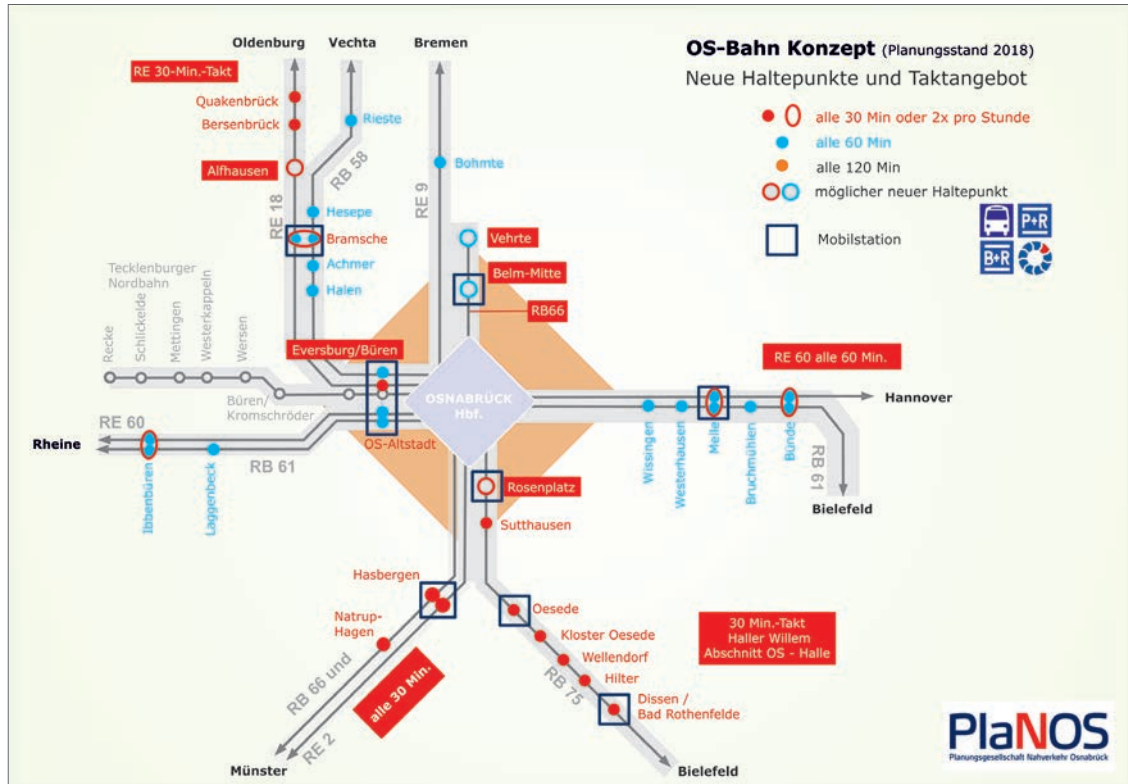 OS-Bahn Konzept (Planungsstand 2018)
Neue Haltepunkte und Taktangebot
alle 30 Min oder 2x pro Stunde
alle 60 Min
alle 120 Min
möglicher neuer Haltepunkt
Mobilstation
P+R
B+R
Oldenburg
Vechta
Bremen
RE 30-Min.-Takt
Quakenbrück
Bersenbrück
Rieste
Alfhausen
RB 58
Bohmte
RE 18
RE 9
Hesepe
Bramsche
Vehrte
Achmer
Belm-Mitte
Halen
RB66
Tecklenburger
Nordbahn
Recke
Schlickelde
Mettingen
Westerkappeln
Wersen
Eversburg/Büren
RE 60 alle 60 Min.
Büren/
Kromschröder
OSNABRÜCK
Hbf.
Hannover
RE 60
Rheine
OS-Altstadt
RB 61
Ibbenbüren
Laggenbeck
Wissingen
Westerhausen
Melle
Bruchmühlen
Bünde
RB 61
Bielefeld
Rosenplatz
Sutthausen
Hasbergen
Natrup-
Hagen
Oesede
Kloster Oesede
Wellendorf
Hilter
Dissen /
Bad Rothenfelde
30 Min.-Takt
Haller Willem
Abschnitt OS - Halle
RB 66 und
RE 2
alle 30 Min.
RB 75
Münster
Bielefeld
PlaNOS
Planungsgesellschaft Nahverkehr Osnabrück